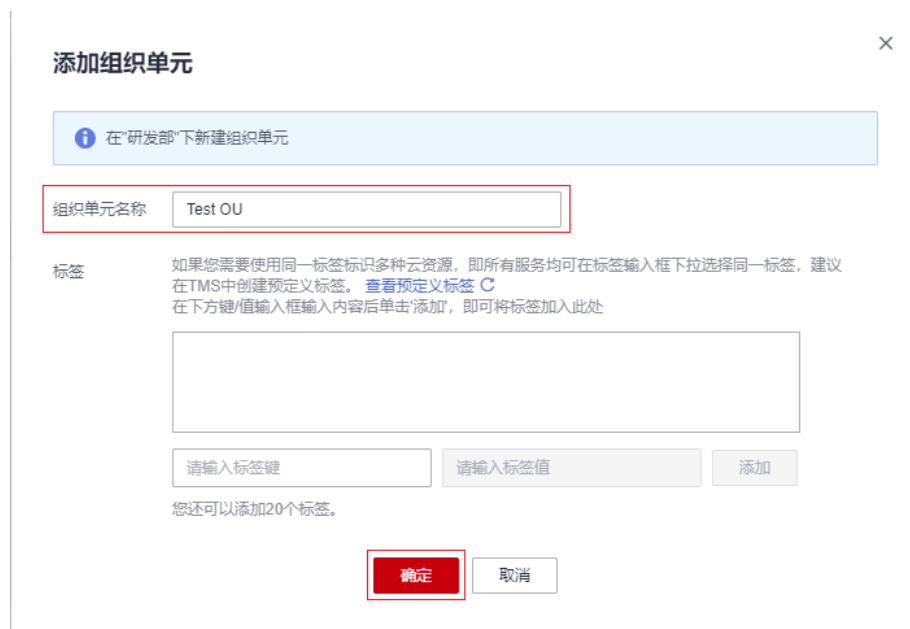 添加组织单元
在"研发部"下新建组织单元
组织单元名称 Test OU
标签
如果您需要使用同一标签标识多种云资源，即所有服务均可在标签输入框下拉选择同一标签，建议
在TMS中创建预定义标签。 查看预定义标签
在下方键/值输入框输入内容后单击'添加'，即可将标签加入此处
请输入标签键 请输入标签值 添加
您还可以添加20个标签。
确定 取消